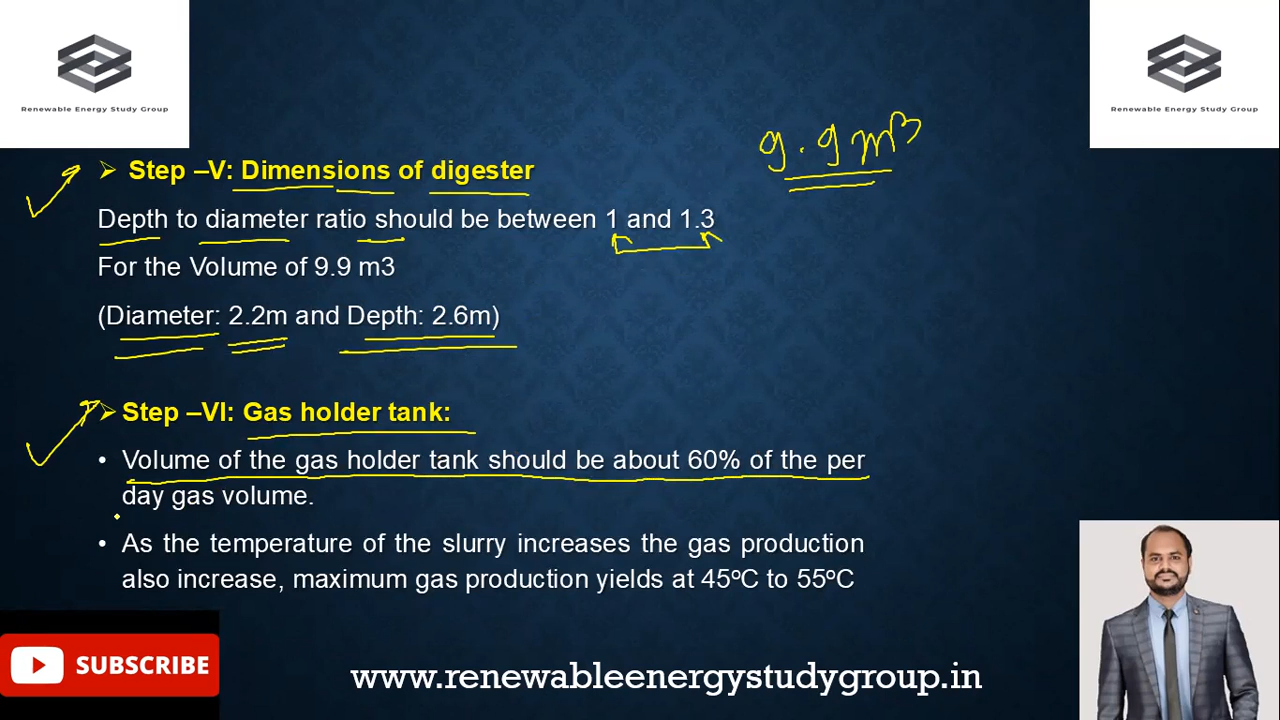 Renewable Energy Study Group
Renewable Energy Study Group
9.9 m³
➢ Step –V: Dimensions of digester
Depth to diameter ratio should be between 1 and 1.3
For the Volume of 9.9 m3
(Diameter: 2.2m and Depth: 2.6m)
➢ Step –VI: Gas holder tank:
• Volume of the gas holder tank should be about 60% of the per
day gas volume.
• As the temperature of the slurry increases the gas production
also increase, maximum gas production yields at 45ºC to 55ºC
SUBSCRIBE
www.renewableenergystudygroup.in